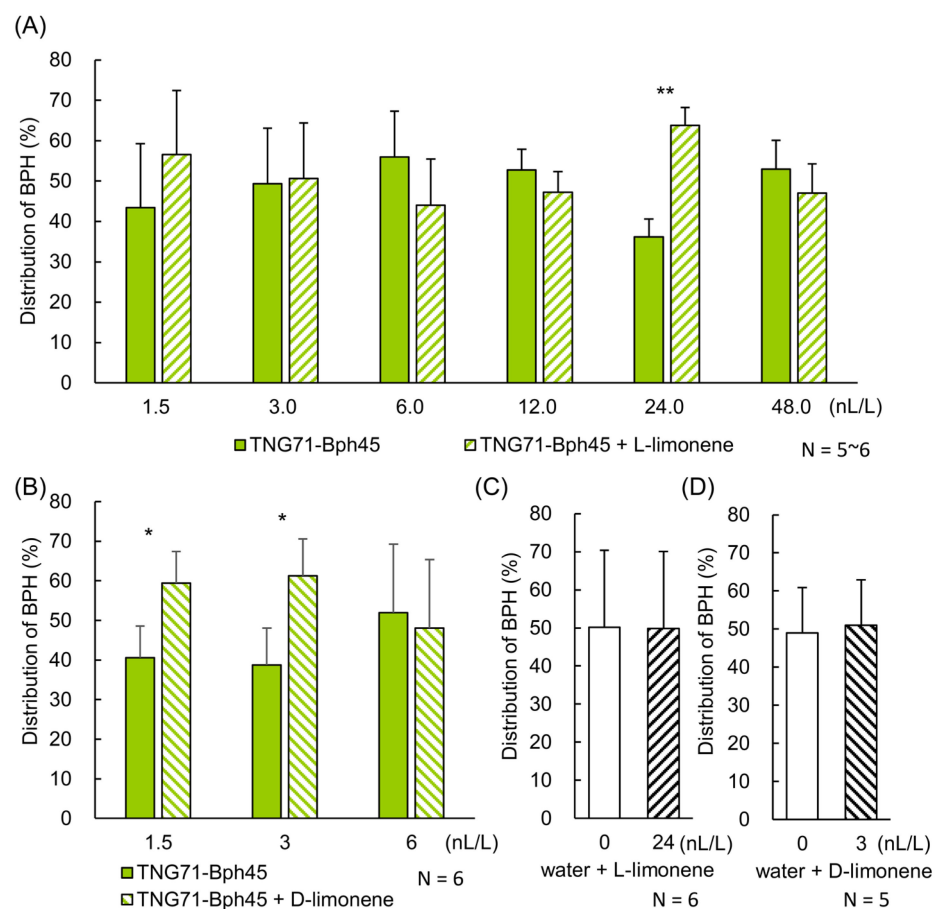 (A)
Distribution of BPH (%)
80
70
60
50
40
30
20
10
0
**
1.5 3.0 6.0 12.0 24.0 48.0 (nL/L)
TNG71-Bph45 TNG71-Bph45 + L-limonene N = 5~6
(B)
Distribution of BPH (%)
80
70
60
50
40
30
20
10
0
* *
1.5 3 6 (nL/L)
TNG71-Bph45
TNG71-Bph45 + D-limonene
N = 6
(C)
Distribution of BPH (%)
80
70
60
50
40
30
20
10
0
0 24 (nL/L)
water + L-limonene
N = 6
(D)
Distribution of BPH (%)
80
70
60
50
40
30
20
10
0
0 3 (nL/L)
water + D-limonene
N = 5